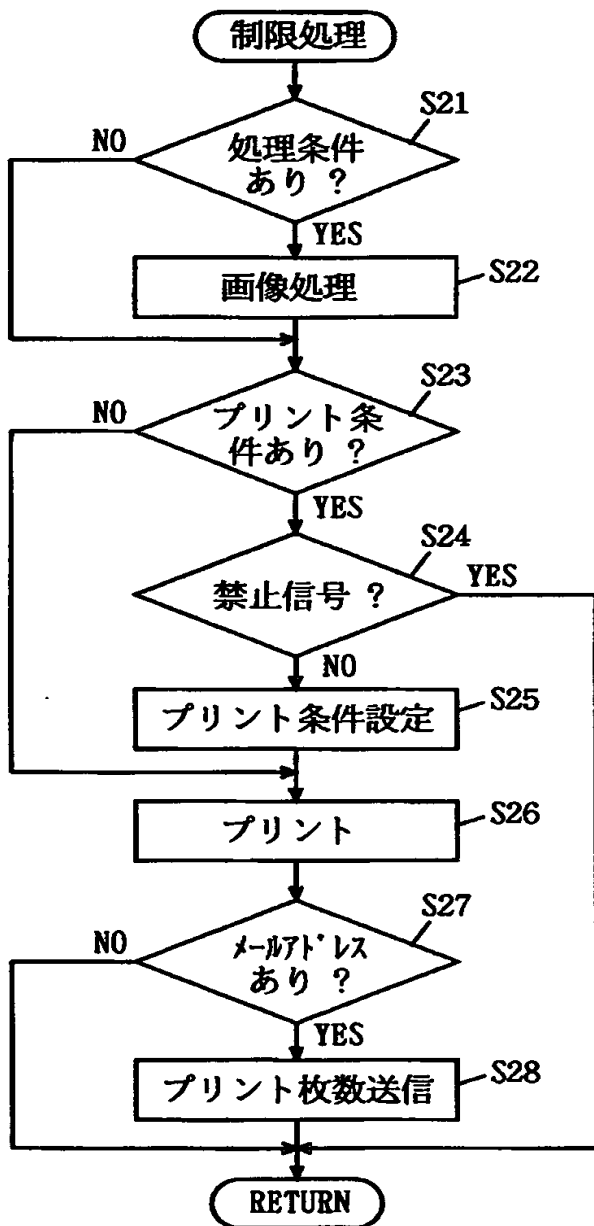 制限処理
S21
NO
処理条件
あり ?
YES
画像処理
S22
S23
NO
プリント条
件あり ?
YES
S24
禁止信号 ?
YES
NO
プリント条件設定
S25
プリント
S26
S27
NO
メールアドレス
あり ?
YES
プリント枚数送信
S28
RETURN